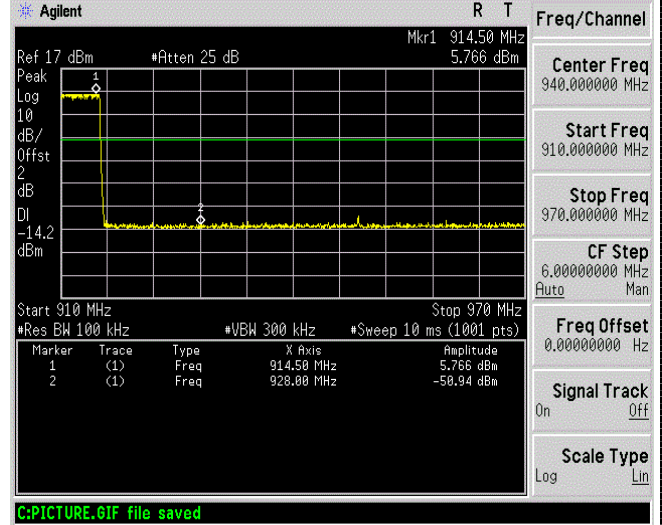 Agilent R T
Mkr1 914.50 MHz
Ref 17 dBm #Atten 25 dB 5.766 dBm
Peak
Log
10
dB/
Offst
2
dB
DI
-14.2
dBm
1
2
Start 910 MHz Stop 970 MHz
#Res BW 100 kHz #VBW 300 kHz #Sweep 10 ms (1001 pts)
Marker Trace Type X Axis Amplitude
1 (1) Freq 914.50 MHz 5.766 dBm
2 (1) Freq 928.00 MHz -50.94 dBm
C:PICTURE.GIF file saved
Freq/Channel
Center Freq
940.000000 MHz
Start Freq
910.000000 MHz
Stop Freq
970.000000 MHz
CF Step
6.00000000 MHz
Auto Man
Freq Offset
0.00000000 Hz
Signal Track
On Off
Scale Type
Log Lin